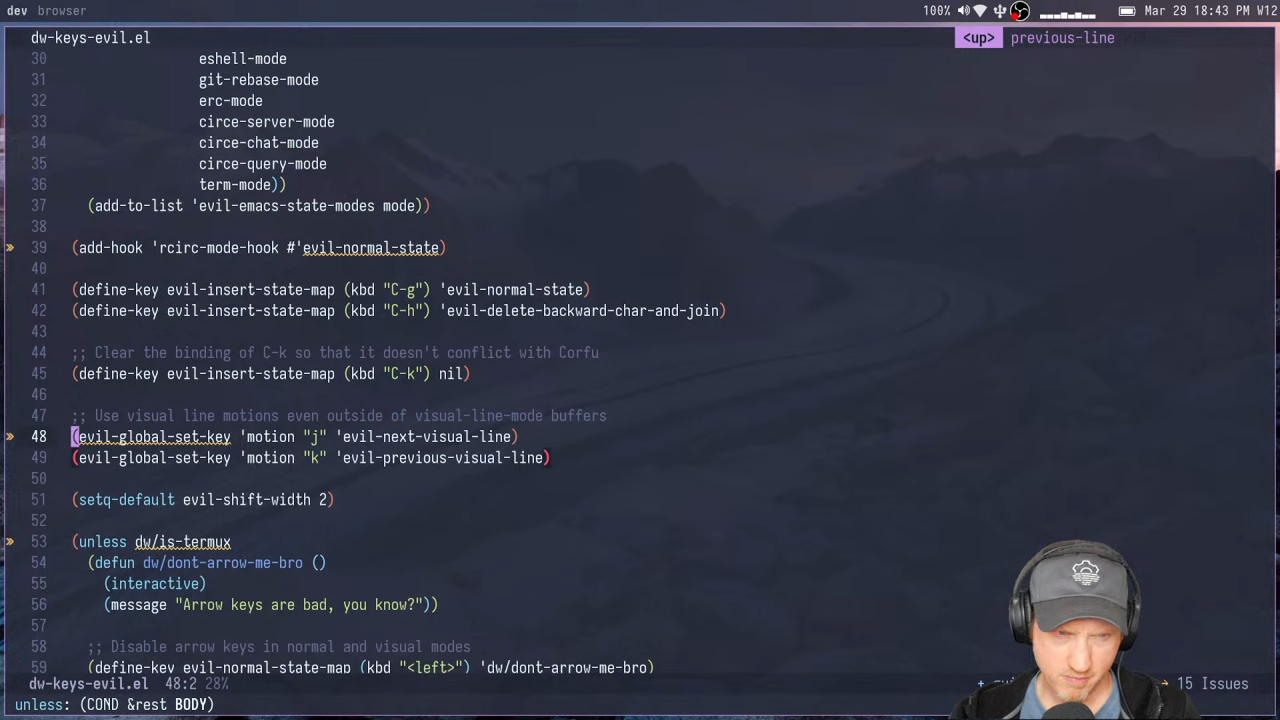 dev browser 100% Mar 29 18:43 PM W12
dw-keys-evil.el <up> previous-line
30 eshell-mode
31 git-rebase-mode
32 erc-mode
33 circe-server-mode
34 circe-chat-mode
35 circe-query-mode
36 term-mode))
37 (add-to-list 'evil-emacs-state-modes mode))
38
» 39 (add-hook 'rcirc-mode-hook #'evil-normal-state)
40
41 (define-key evil-insert-state-map (kbd "C-g") 'evil-normal-state)
42 (define-key evil-insert-state-map (kbd "C-h") 'evil-delete-backward-char-and-join)
43
44 ;; Clear the binding of C-k so that it doesn't conflict with Corfu
45 (define-key evil-insert-state-map (kbd "C-k") nil)
46
47 ;; Use visual line motions even outside of visual-line-mode buffers
» 48 (evil-global-set-key 'motion "j" 'evil-next-visual-line)
49 (evil-global-set-key 'motion "k" 'evil-previous-visual-line)
50
51 (setq-default evil-shift-width 2)
52
» 53 (unless dw/is-termux
54 (defun dw/dont-arrow-me-bro ()
55 (interactive)
56 (message "Arrow keys are bad, you know?"))
57
58 ;; Disable arrow keys in normal and visual modes
59 (define-key evil-normal-state-map (kbd "<left>") 'dw/dont-arrow-me-bro)
dw-keys-evil.el 48:2 28% 15 Issues
unless: (COND &rest BODY)